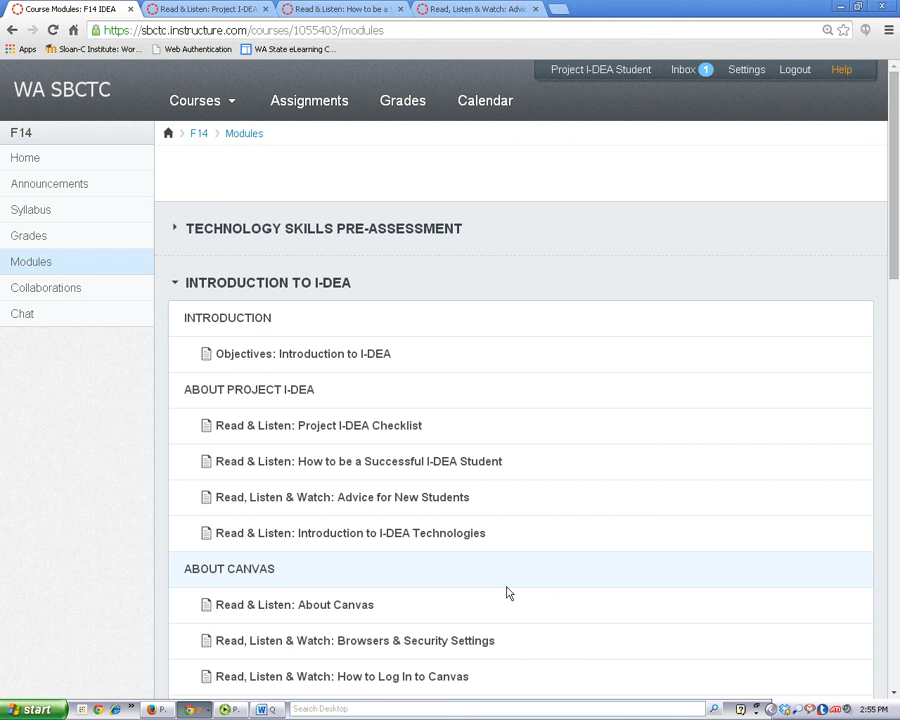 Course Modules: F14 IDEA
Read & Listen: Project I-DEA
Read & Listen: How to be a
Read, Listen & Watch: Advic
https://sbctc.instructure.com/courses/1055403/modules
Apps
Sloan-C Institute: Wor...
Web Authentication
WA State eLearning C...
Project I-DEA Student
Inbox 1
Settings
Logout
Help
WA SBCTC
Courses
Assignments
Grades
Calendar
F14
F14
Modules
Home
Announcements
Syllabus
Grades
Modules
Collaborations
Chat
TECHNOLOGY SKILLS PRE-ASSESSMENT
INTRODUCTION TO I-DEA
INTRODUCTION
Objectives: Introduction to I-DEA
ABOUT PROJECT I-DEA
Read & Listen: Project I-DEA Checklist
Read & Listen: How to be a Successful I-DEA Student
Read, Listen & Watch: Advice for New Students
Read & Listen: Introduction to I-DEA Technologies
ABOUT CANVAS
Read & Listen: About Canvas
Read, Listen & Watch: Browsers & Security Settings
Read, Listen & Watch: How to Log In to Canvas
start
P.
P.
Q
Search Desktop
2:55 PM